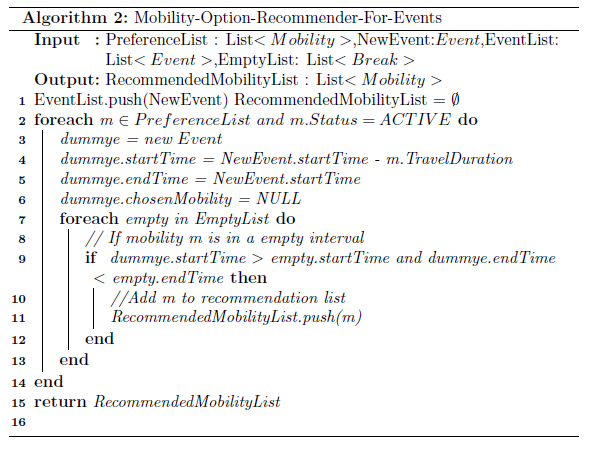 Algorithm 2: Mobility-Option-Recommender-For-Events
Input : PreferenceList : List< Mobility >,NewEvent:Event,EventList:
List< Event >,EmptyList: List< Break >
Output: RecommendedMobilityList : List< Mobility >
1 EventList.push(NewEvent) RecommendedMobilityList = ∅
2 foreach m ∈ PreferenceList and m.Status = ACTIVE do
3 dummye = new Event
4 dummye.startTime = NewEvent.startTime - m.TravelDuration
5 dummye.endTime = NewEvent.startTime
6 dummye.chosenMobility = NULL
7 foreach empty in EmptyList do
8 // If mobility m is in a empty interval
9 if dummye.startTime > empty.startTime and dummye.endTime
< empty.endTime then
10 //Add m to recommendation list
11 RecommendedMobilityList.push(m)
12 end
13 end
14 end
15 return RecommendedMobilityList
16